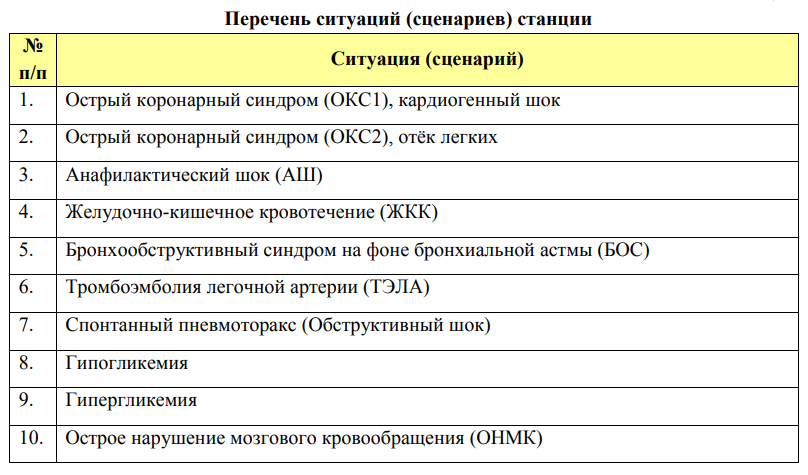 Перечень ситуаций (сценариев) станции
№ п/п Ситуация (сценарий)
1. Острый коронарный синдром (ОКС1), кардиогенный шок
2. Острый коронарный синдром (ОКС2), отёк легких
3. Анафилактический шок (АШ)
4. Желудочно-кишечное кровотечение (ЖКК)
5. Бронхообструктивный синдром на фоне бронхиальной астмы (БОС)
6. Тромбоэмболия легочной артерии (ТЭЛА)
7. Спонтанный пневмоторакс (Обструктивный шок)
8. Гипогликемия
9. Гипергликемия
10. Острое нарушение мозгового кровообращения (ОНМК)